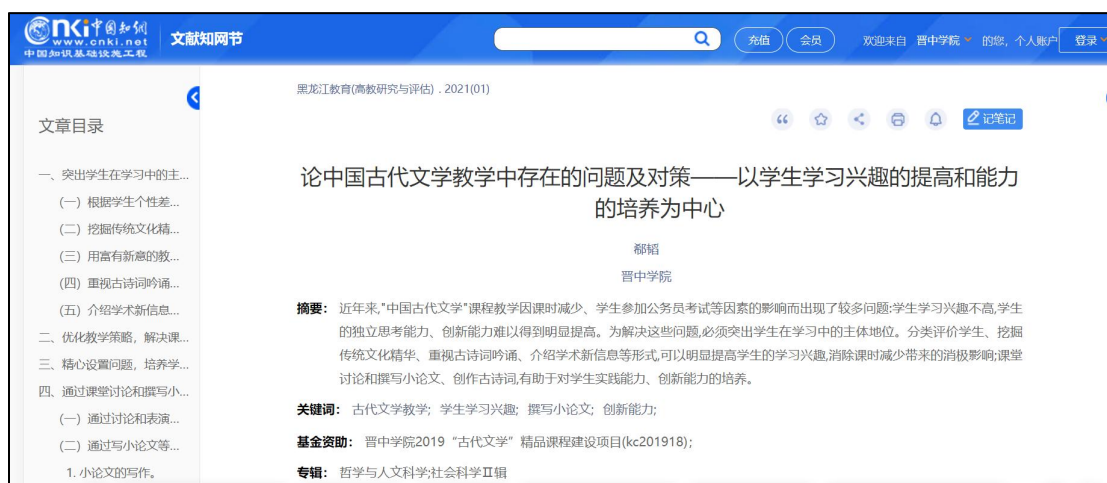 cnki中国知网
www.cnki.net
中国知识基础设施工程
文献知网节
充值
会员
欢迎来自 晋中学院 的您，个人账户
登录
文章目录
一、突出学生在学习中的主...
（一）根据学生个性差...
（二）挖掘传统文化精...
（三）用富有新意的教...
（四）重视古诗词吟诵...
（五）介绍学术新信息...
二、优化教学策略，解决课...
三、精心设置问题，培养学...
四、通过课堂讨论和撰写小...
（一）通过讨论和表演...
（二）通过写小论文等...
1. 小论文的写作。
黑龙江教育(高教研究与评估) . 2021(01)
记笔记
论中国古代文学教学中存在的问题及对策——以学生学习兴趣的提高和能力
的培养为中心
郗韬
晋中学院
摘要： 近年来,"中国古代文学"课程教学因课时减少、学生参加公务员考试等因素的影响而出现了较多问题:学生学习兴趣不高,学生
的独立思考能力、创新能力难以得到明显提高。为解决这些问题,必须突出学生在学习中的主体地位。分类评价学生、挖掘
传统文化精华、重视古诗词吟诵、介绍学术新信息等形式,可以明显提高学生的学习兴趣,消除课时减少带来的消极影响;课堂
讨论和撰写小论文、创作古诗词,有助于对学生实践能力、创新能力的培养。
关键词： 古代文学教学; 学生学习兴趣; 撰写小论文; 创新能力;
基金资助： 晋中学院2019“古代文学”精品课程建设项目(kc201918);
专辑： 哲学与人文科学;社会科学Ⅱ辑